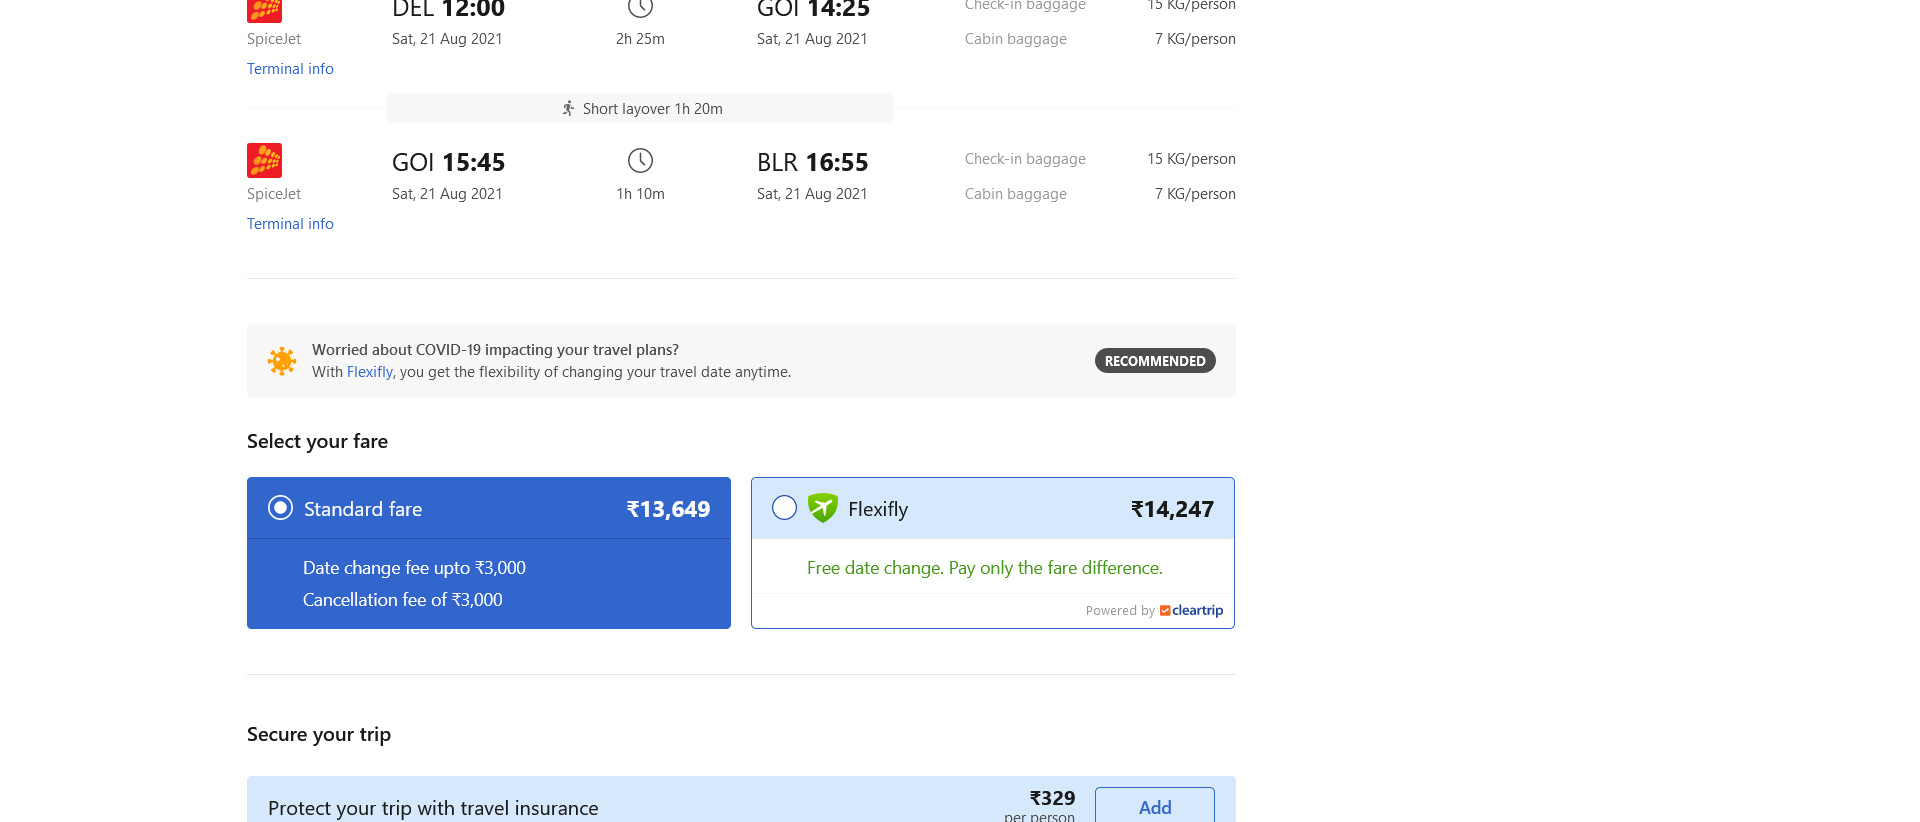 DEL 12:00
GOI 14:25
Check-in baggage
15 KG/person
SpiceJet
Sat, 21 Aug 2021
2h 25m
Sat, 21 Aug 2021
Cabin baggage
7 KG/person
Terminal info
Short layover 1h 20m
GOI 15:45
BLR 16:55
Check-in baggage
15 KG/person
SpiceJet
Sat, 21 Aug 2021
1h 10m
Sat, 21 Aug 2021
Cabin baggage
7 KG/person
Terminal info
Worried about COVID-19 impacting your travel plans?
With Flexifly, you get the flexibility of changing your travel date anytime.
RECOMMENDED
Select your fare
Standard fare
₹13,649
Date change fee upto ₹3,000
Cancellation fee of ₹3,000
Flexifly
₹14,247
Free date change. Pay only the fare difference.
Powered by cleartrip
Secure your trip
Protect your trip with travel insurance
₹329
per person
Add